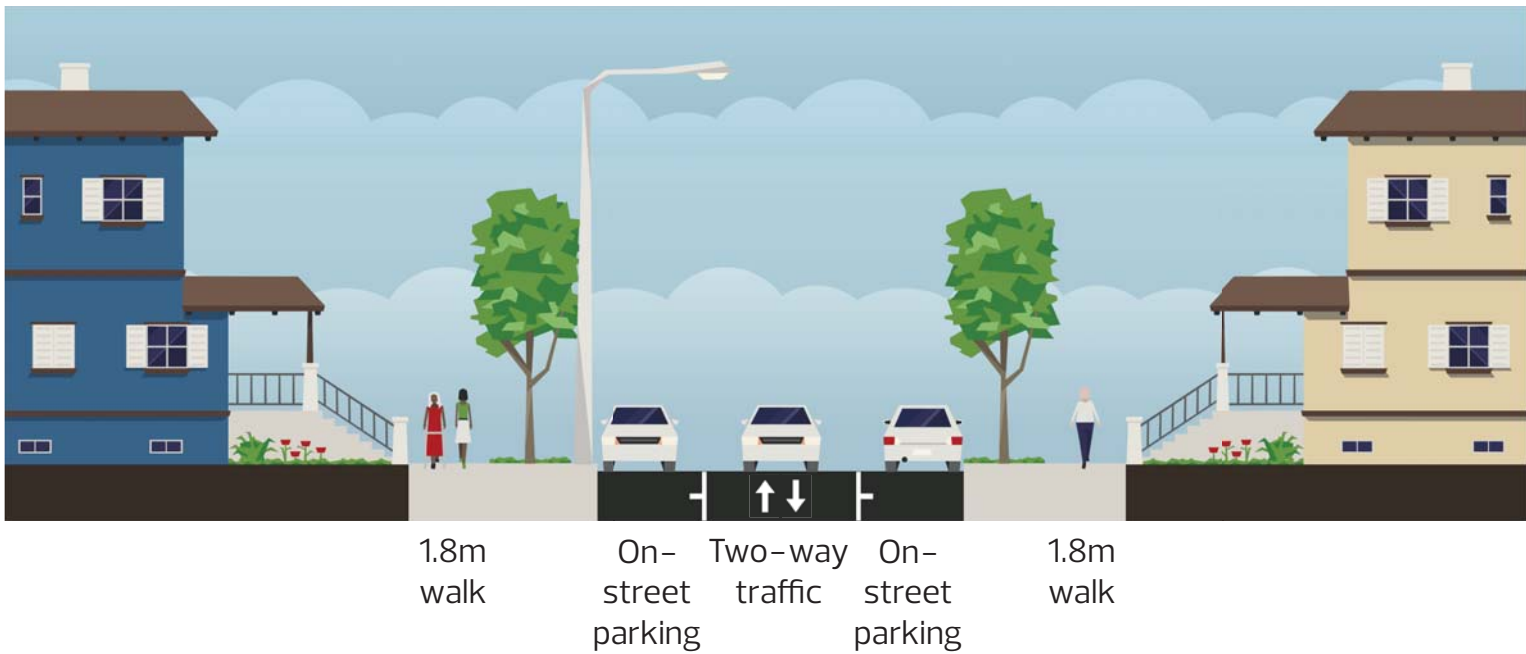 1.8m
walk
On-
street
parking
Two-way
traffic
On-
street
parking
1.8m
walk